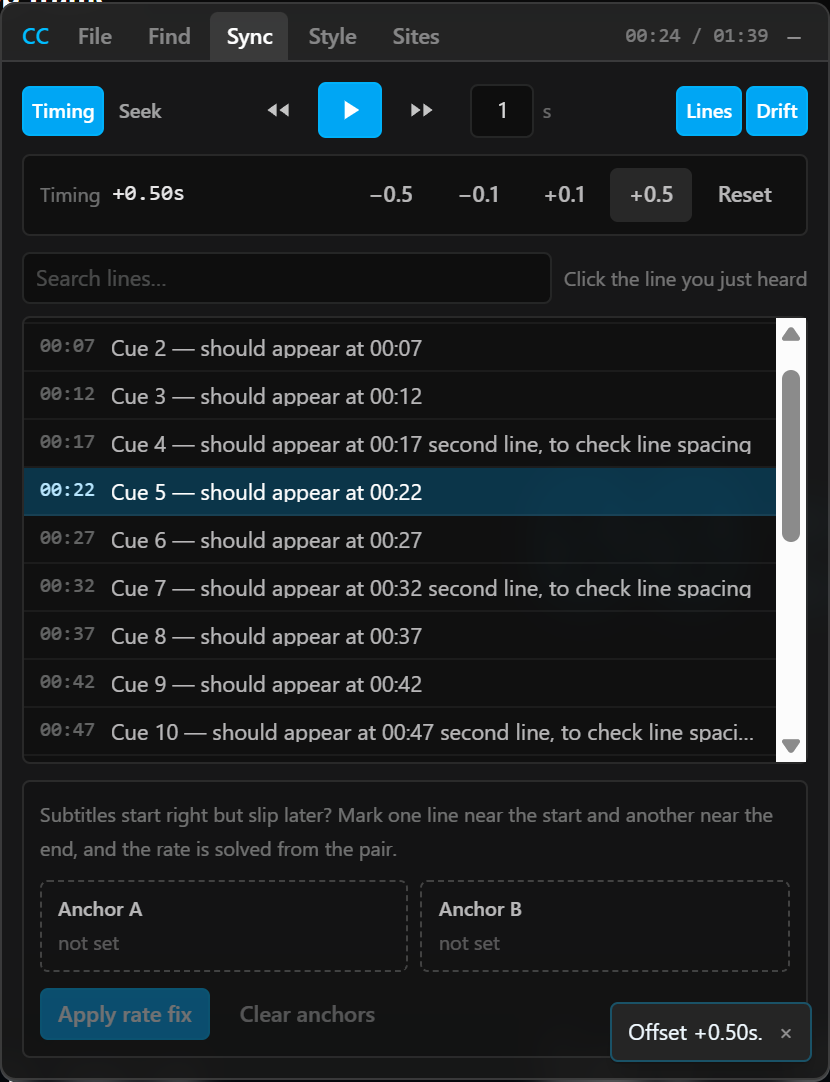 CC File Find Sync Style Sites 00:24 / 01:39 –
Timing Seek 1 s Lines Drift
Timing +0.50s −0.5 −0.1 +0.1 +0.5 Reset
Search lines... Click the line you just heard
00:07 Cue 2 — should appear at 00:07
00:12 Cue 3 — should appear at 00:12
00:17 Cue 4 — should appear at 00:17 second line, to check line spacing
00:22 Cue 5 — should appear at 00:22
00:27 Cue 6 — should appear at 00:27
00:32 Cue 7 — should appear at 00:32 second line, to check line spacing
00:37 Cue 8 — should appear at 00:37
00:42 Cue 9 — should appear at 00:42
00:47 Cue 10 — should appear at 00:47 second line, to check line spaci...
Subtitles start right but slip later? Mark one line near the start and another near the
end, and the rate is solved from the pair.
Anchor A Anchor B
not set not set
Apply rate fix Clear anchors
Offset +0.50s. ×